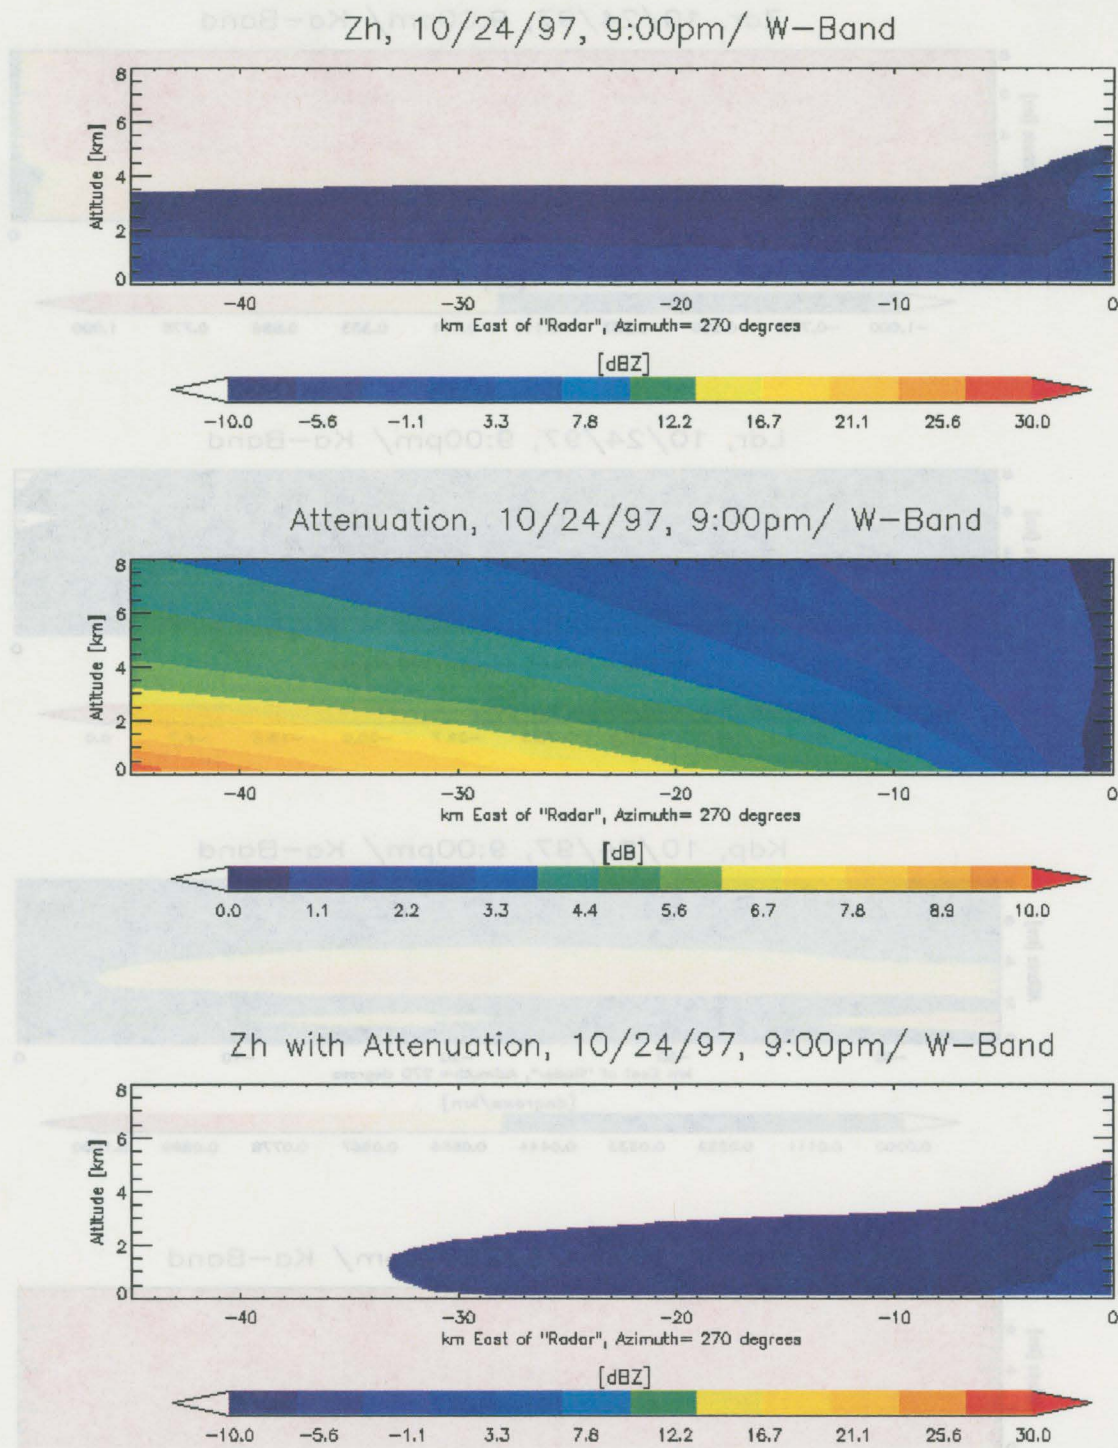 Zh, 10/24/97, 9:00pm/ W-Band
8
6
4
2
0
Altitude [km]
-40 -30 -20 -10 0
km East of "Radar", Azimuth= 270 degrees
[dBZ]
-10.0 -5.6 -1.1 3.3 7.8 12.2 16.7 21.1 25.6 30.0
Attenuation, 10/24/97, 9:00pm/ W-Band
8
6
4
2
0
Altitude [km]
-40 -30 -20 -10 0
km East of "Radar", Azimuth= 270 degrees
[dB]
0.0 1.1 2.2 3.3 4.4 5.6 6.7 7.8 8.9 10.0
Zh with Attenuation, 10/24/97, 9:00pm/ W-Band
8
6
4
2
0
Altitude [km]
-40 -30 -20 -10 0
km East of "Radar", Azimuth= 270 degrees
[dBZ]
-10.0 -5.6 -1.1 3.3 7.8 12.2 16.7 21.1 25.6 30.0